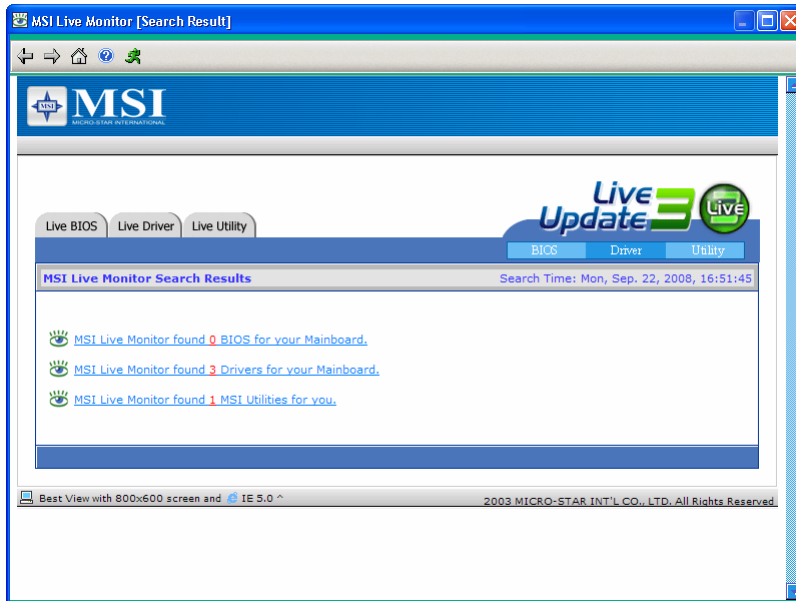 MSI Live Monitor [Search Result]
MSI
MSI
MICRO-STAR INTERNATIONAL
Live Update 3
Live
Live BIOS Live Driver Live Utility
BIOS Driver Utility
MSI Live Monitor Search Results Search Time: Mon, Sep. 22, 2008, 16:51:45
MSI Live Monitor found 0 BIOS for your Mainboard.
MSI Live Monitor found 3 Drivers for your Mainboard.
MSI Live Monitor found 1 MSI Utilities for you.
Best View with 800x600 screen and IE 5.0 ^ 2003 MICRO-STAR INT'L CO., LTD. All Rights Reserved